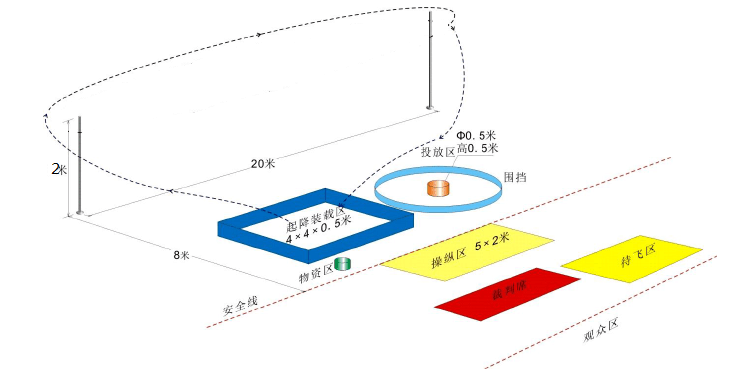 Φ0.5米
投放区高0.5米
2米
20米
围挡
起降装载区
4×4×0.5米
8米
操纵区 5×2米
待飞区
物资区
裁判席
安全线
观众区